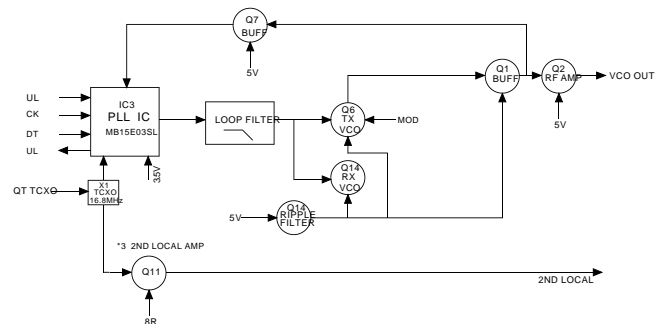 Q7
BUFF
5V
UL
CK
DT
UL
IC3
PLL IC
MB15E03SL
3.5V
LOOP FILTER
Q6
TX
VCO
MOD
Q1
BUFF
Q2
RF AMP
VCO OUT
5V
Q14
RX
VCO
5V
Q14
RIPPLE
FILTER
QT TCXO
X1
TCXO
16.8MHz
*3 2ND LOCAL AMP
Q11
8R
2ND LOCAL